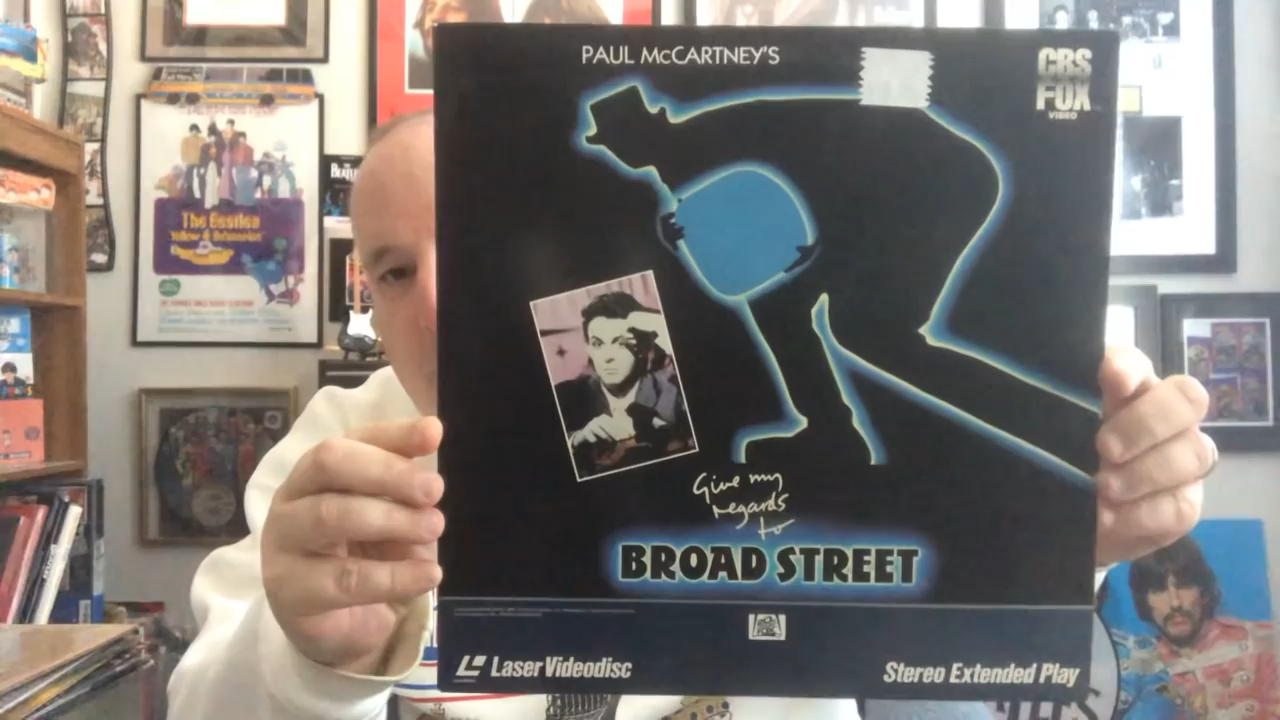 PAUL McCARTNEY'S
CBS
FOX
VIDEO
Give my
regards
to
BROAD STREET
LaserVideodisc
Stereo Extended Play
The Beatles
Yellow Submarine